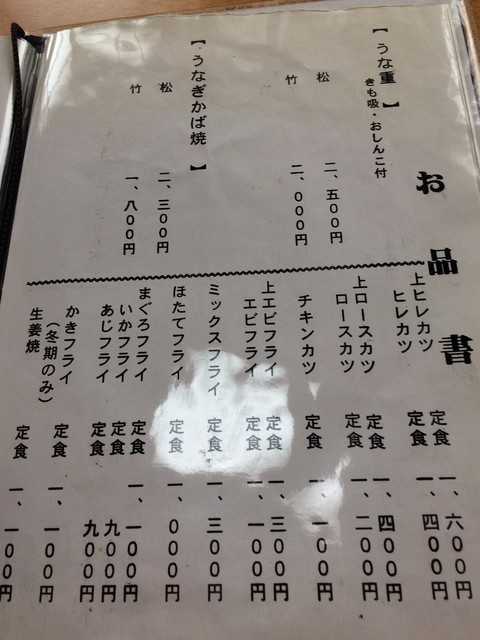 お品書
【うな重】
きも吸・おしんこ付
松 二、五〇〇円
竹 二、〇〇〇円
【うなぎかば焼】
松 二、三〇〇円
竹 一、八〇〇円
上ヒレカツ 定食 一、六〇〇円
ヒレカツ 定食 一、四〇〇円
上ロースカツ 定食 一、四〇〇円
ロースカツ 定食 一、二〇〇円
チキンカツ 定食 一、一〇〇円
上エビフライ 定食 一、三〇〇円
エビフライ 定食 一、一〇〇円
ミックスフライ 定食 一、三〇〇円
ほたてフライ 定食 一、〇〇〇円
まぐろフライ 定食 一、一〇〇円
いかフライ 定食 九〇〇円
あじフライ 定食 九〇〇円
かきフライ 定食 一、一〇〇円
（冬期のみ）
生姜焼 定食 一、一〇〇円